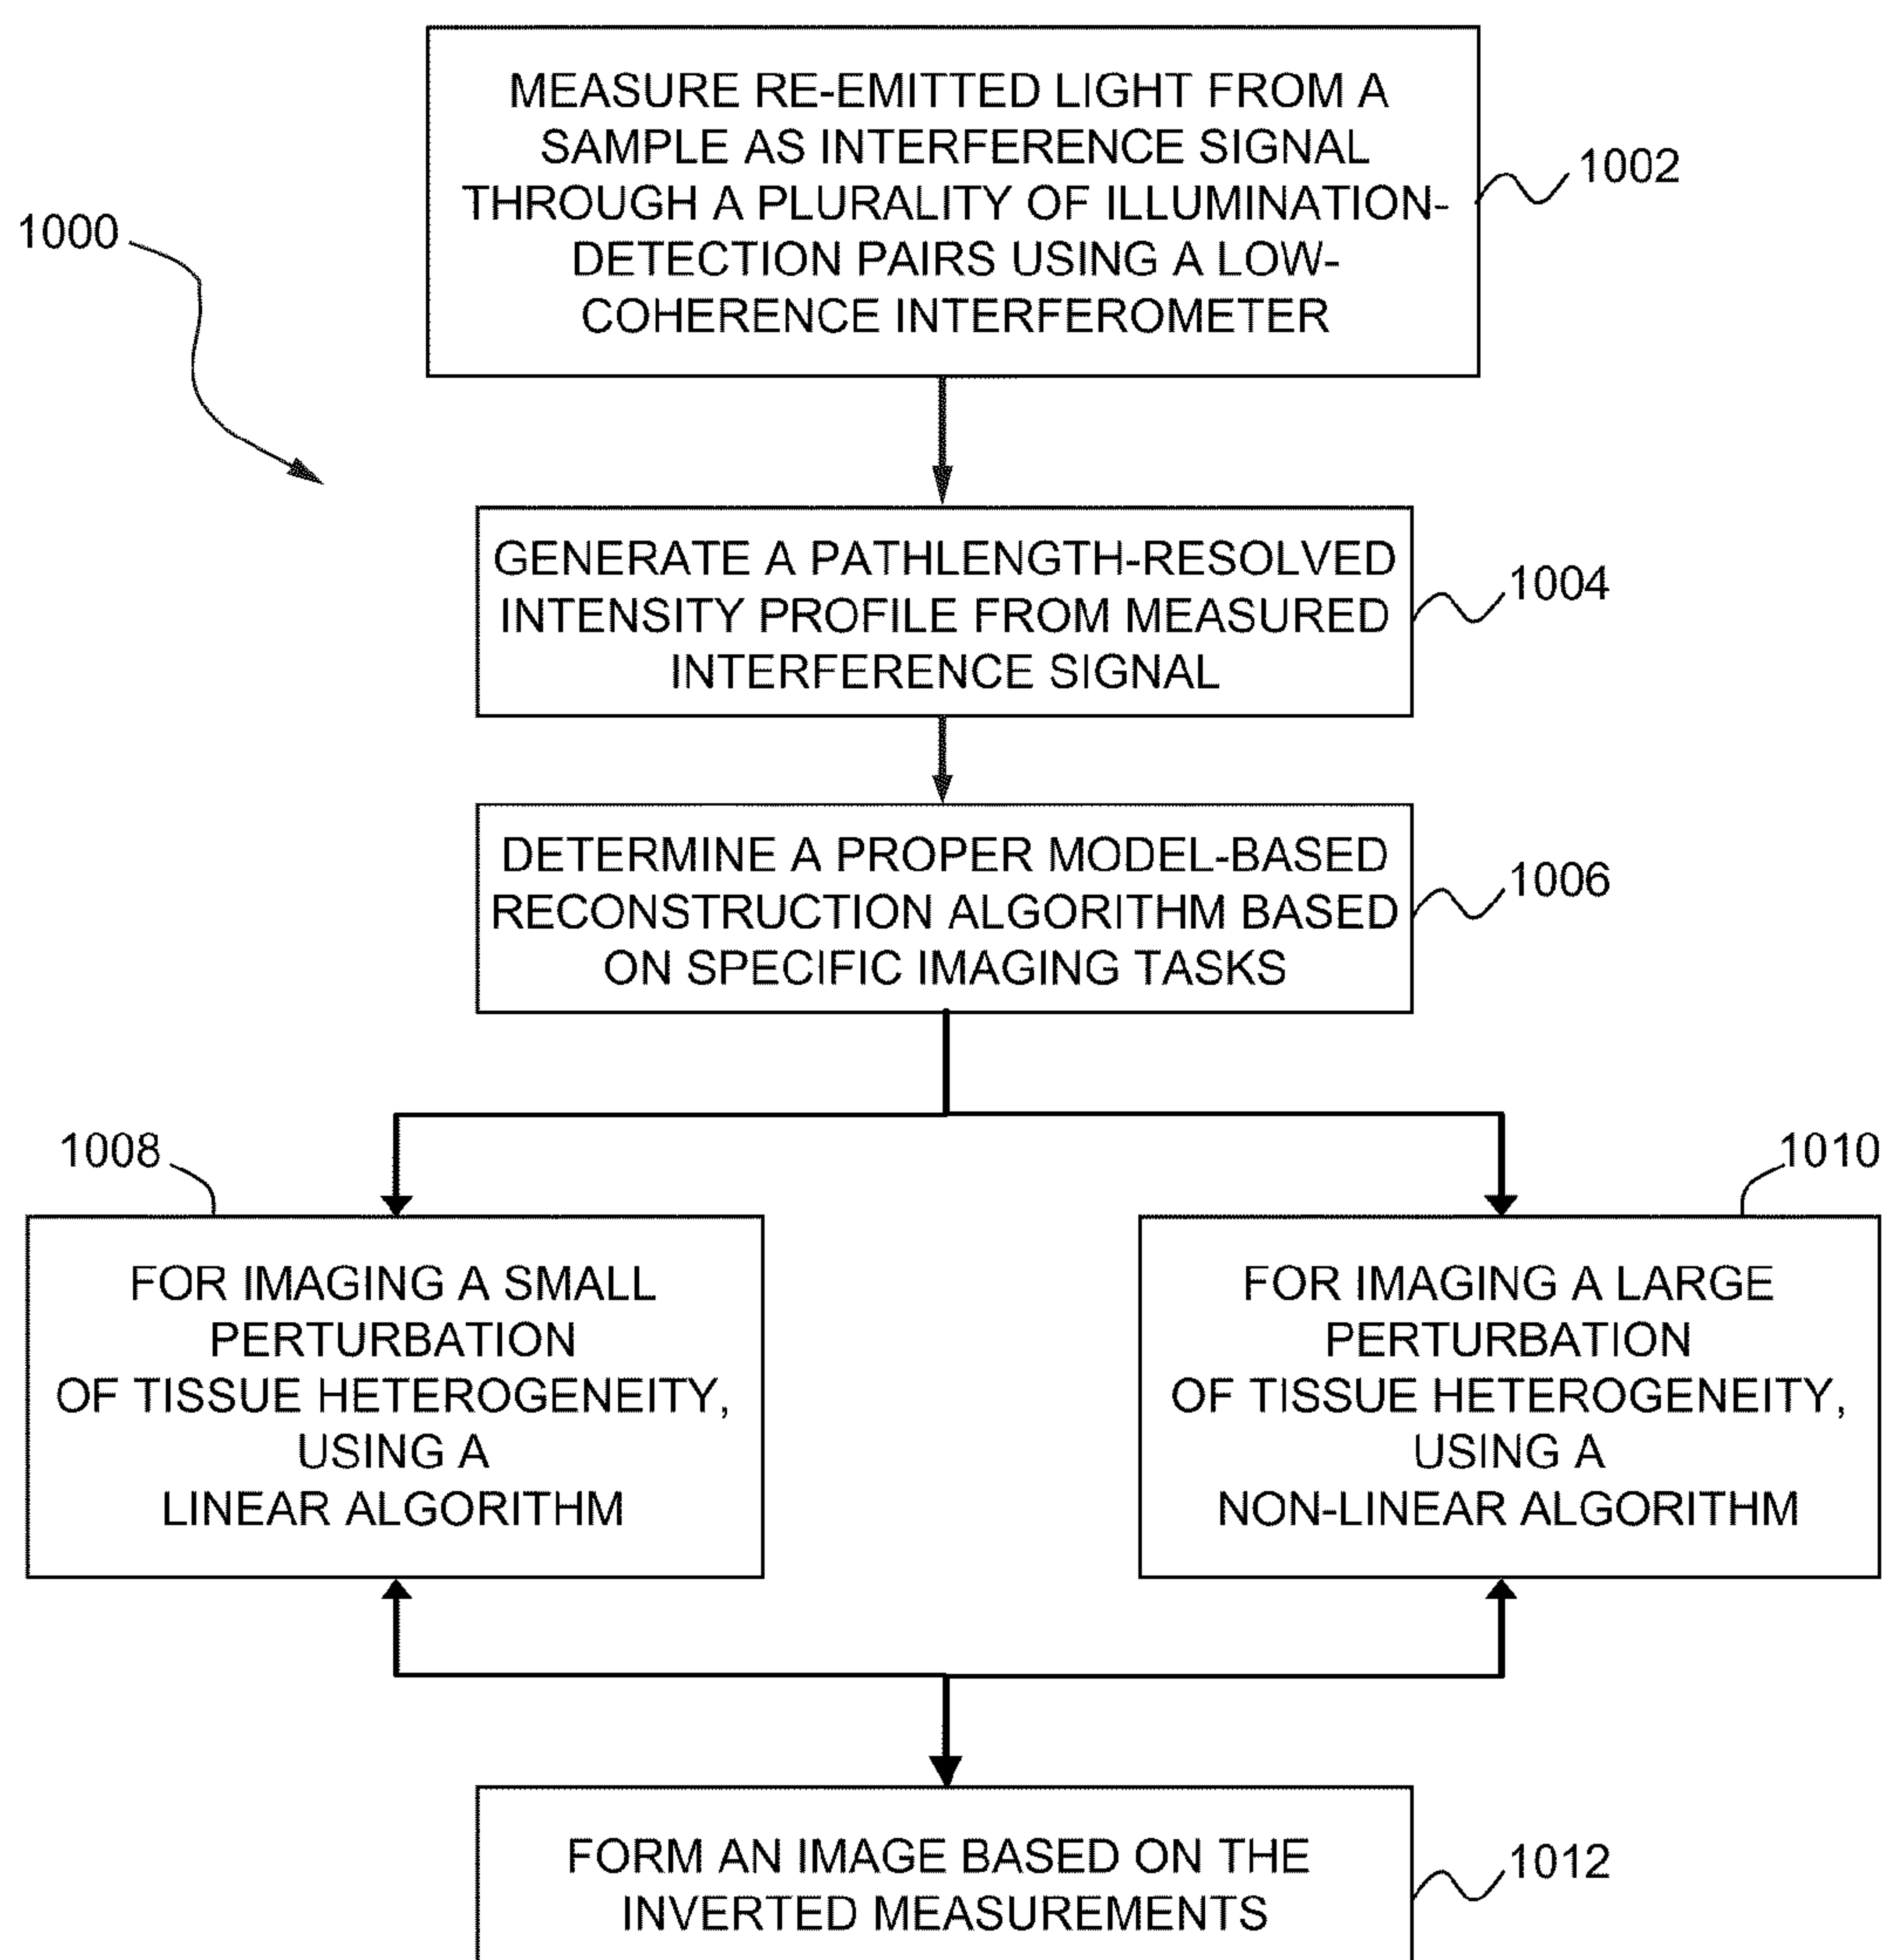 MEASURE RE-EMITTED LIGHT FROM A
SAMPLE AS INTERFERENCE SIGNAL
THROUGH A PLURALITY OF ILLUMINATION-
DETECTION PAIRS USING A LOW-
COHERENCE INTERFEROMETER
1002
1000
GENERATE A PATHLENGTH-RESOLVED
INTENSITY PROFILE FROM MEASURED
INTERFERENCE SIGNAL
1004
DETERMINE A PROPER MODEL-BASED
RECONSTRUCTION ALGORITHM BASED
ON SPECIFIC IMAGING TASKS
1006
1008
FOR IMAGING A SMALL
PERTURBATION
OF TISSUE HETEROGENEITY,
USING A
LINEAR ALGORITHM
1010
FOR IMAGING A LARGE
PERTURBATION
OF TISSUE HETEROGENEITY,
USING A
NON-LINEAR ALGORITHM
FORM AN IMAGE BASED ON THE
INVERTED MEASUREMENTS
1012